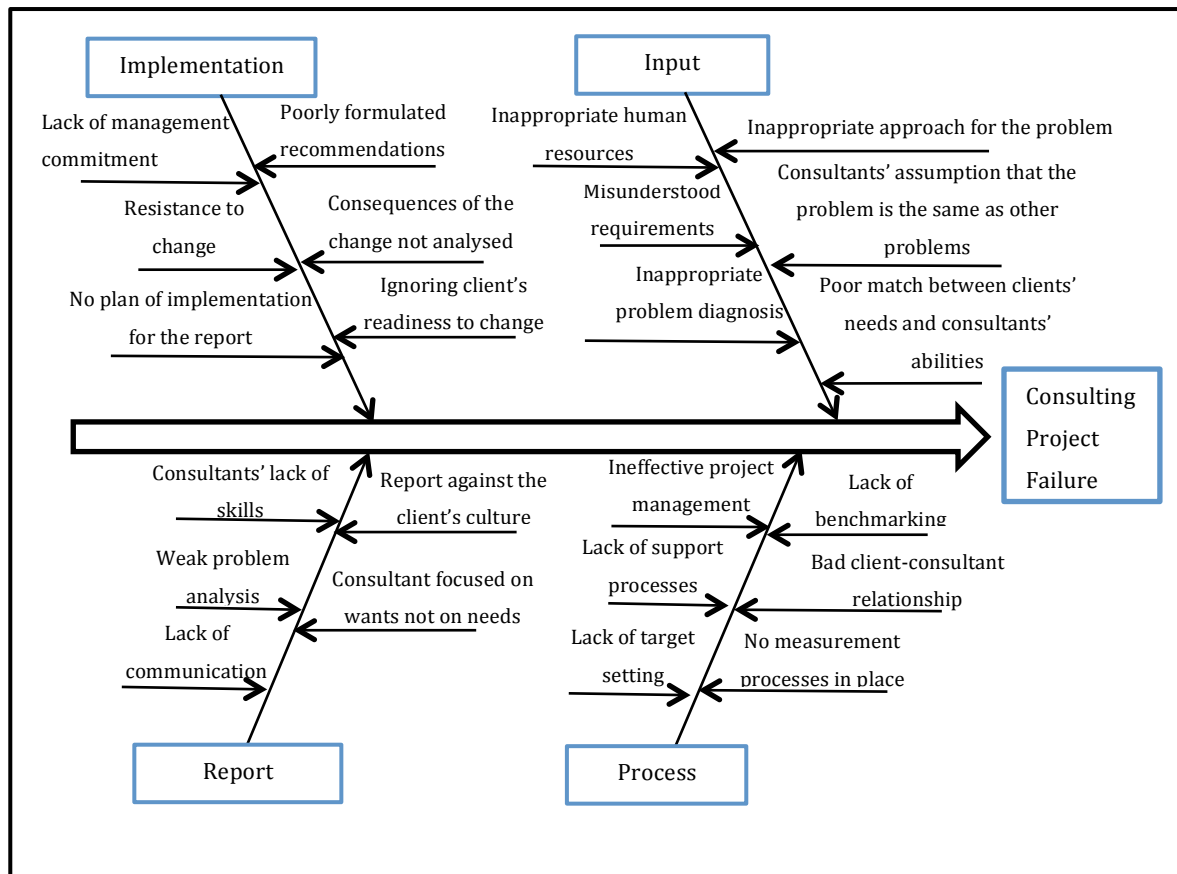 Implementation
Lack of management
commitment
Poorly formulated
recommendations
Resistance to
change
Consequences of the
change not analysed
No plan of implementation
for the report
Ignoring client’s
readiness to change
Input
Inappropriate human
resources
Inappropriate approach for the problem
Misunderstood
requirements
Consultants’ assumption that the
problem is the same as other
problems
Inappropriate
problem diagnosis
Poor match between clients’
needs and consultants’
abilities
Consulting
Project
Failure
Consultants’ lack of
skills
Report against the
client’s culture
Weak problem
analysis
Consultant focused on
wants not on needs
Lack of
communication
Report
Ineffective project
management
Lack of
benchmarking
Lack of support
processes
Bad client-consultant
relationship
Lack of target
setting
No measurement
processes in place
Process